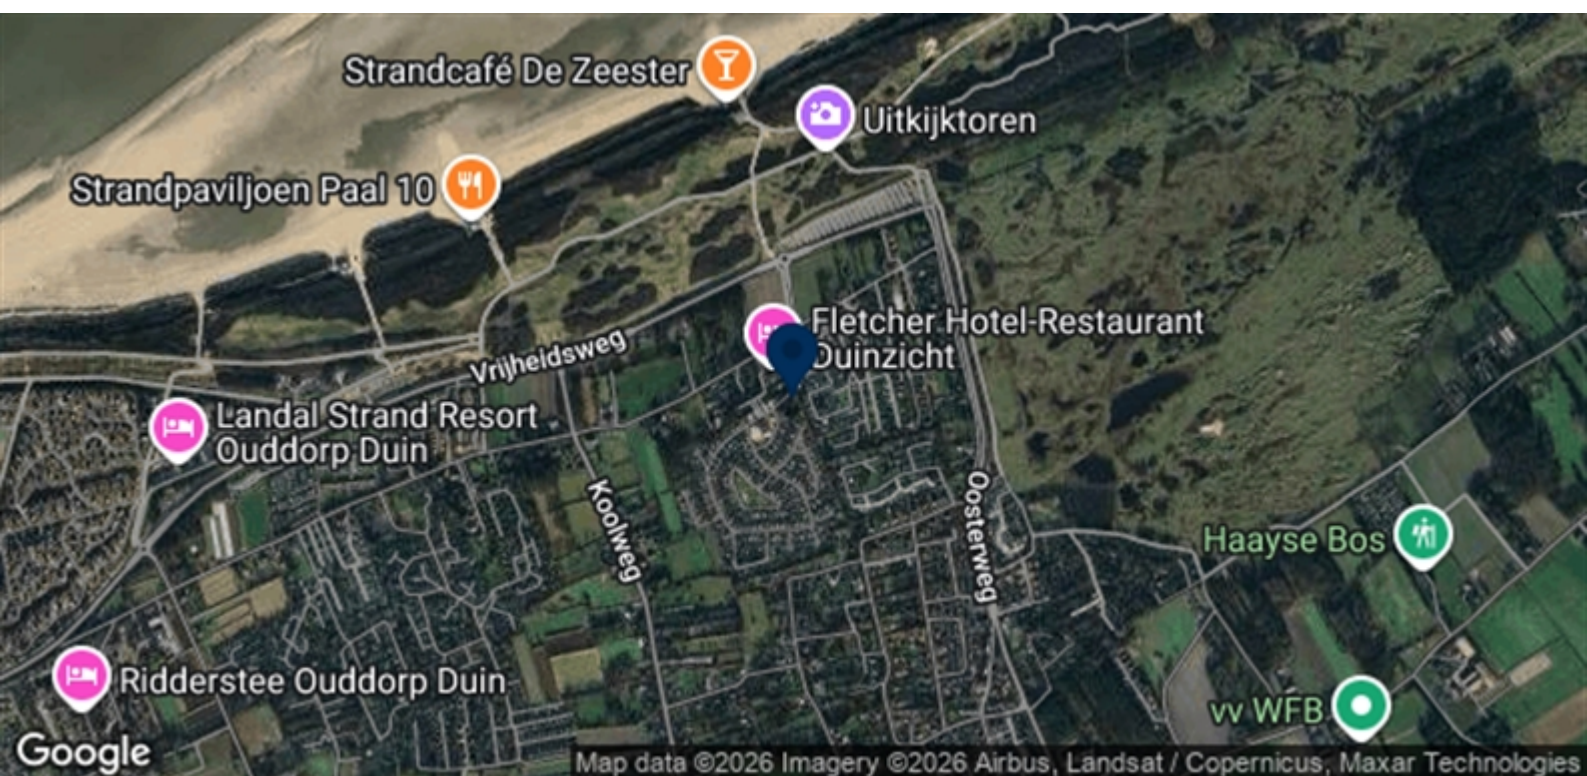 Strandcafé De Zeester
Uitkijktoren
Strandpaviljoen Paal 10
Fletcher Hotel-Restaurant
Duinzicht
Vrijheidsweg
Landal Strand Resort
Ouddorp Duin
Koolweg
Oosterweg
Haayse Bos
Ridderstee Ouddorp Duin
vv WFB
Google
Map data ©2026 Imagery ©2026 Airbus, Landsat / Copernicus, Maxar Technologies